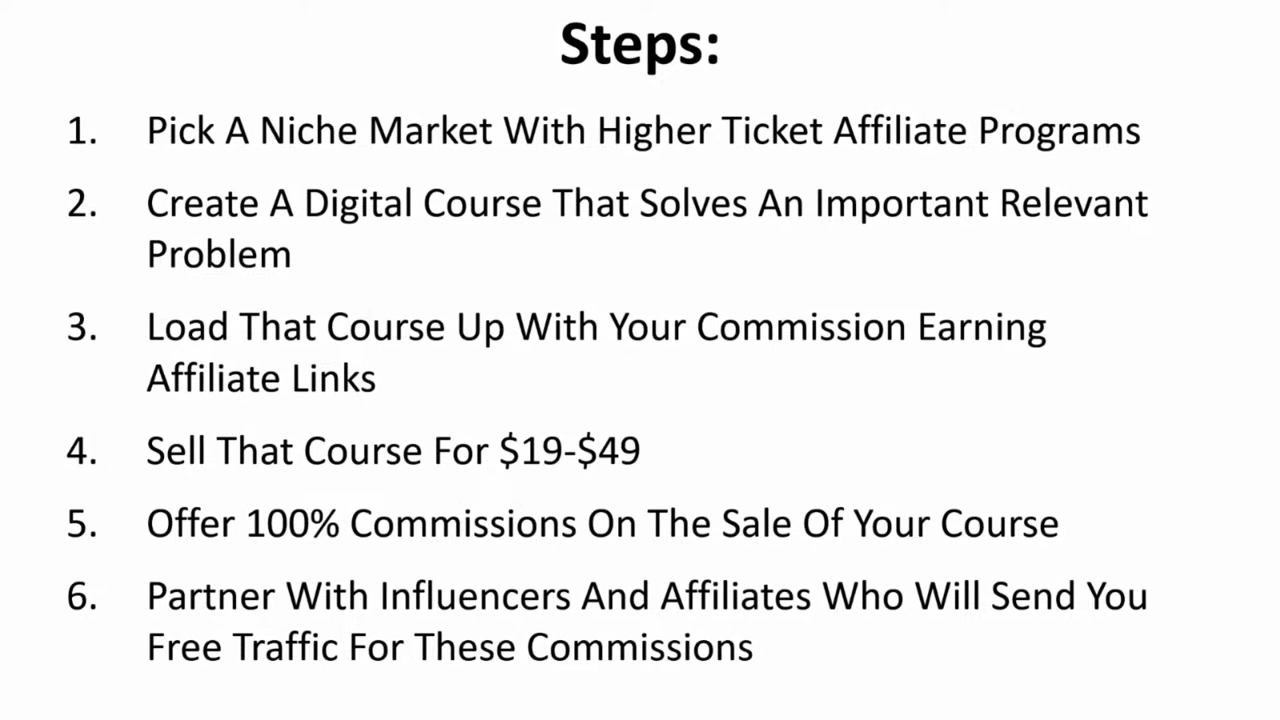 Steps:
1. Pick A Niche Market With Higher Ticket Affiliate Programs
2. Create A Digital Course That Solves An Important Relevant
Problem
3. Load That Course Up With Your Commission Earning
Affiliate Links
4. Sell That Course For $19-$49
5. Offer 100% Commissions On The Sale Of Your Course
6. Partner With Influencers And Affiliates Who Will Send You
Free Traffic For These Commissions